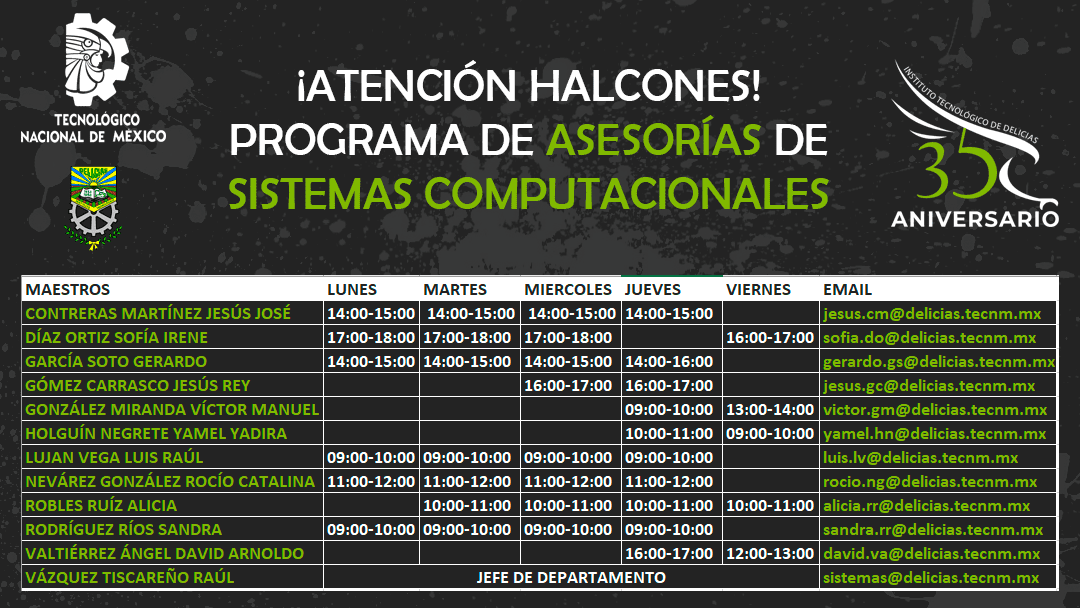 TECNOLÓGICO
NACIONAL DE MÉXICO
DELICIAS
¡ATENCIÓN HALCONES!
PROGRAMA DE ASESORÍAS DE
SISTEMAS COMPUTACIONALES
INSTITUTO TECNOLÓGICO DE DELICIAS
35
ANIVERSARIO
MAESTROS LUNES MARTES MIERCOLES JUEVES VIERNES EMAIL
CONTRERAS MARTÍNEZ JESÚS JOSÉ 14:00-15:00 14:00-15:00 14:00-15:00 14:00-15:00 jesus.cm@delicias.tecnm.mx
DÍAZ ORTIZ SOFÍA IRENE 17:00-18:00 17:00-18:00 17:00-18:00 16:00-17:00 sofia.do@delicias.tecnm.mx
GARCÍA SOTO GERARDO 14:00-15:00 14:00-15:00 14:00-15:00 14:00-16:00 gerardo.gs@delicias.tecnm.mx
GÓMEZ CARRASCO JESÚS REY 16:00-17:00 16:00-17:00 jesus.gc@delicias.tecnm.mx
GONZÁLEZ MIRANDA VÍCTOR MANUEL 09:00-10:00 13:00-14:00 victor.gm@delicias.tecnm.mx
HOLGUÍN NEGRETE YAMEL YADIRA 10:00-11:00 09:00-10:00 yamel.hn@delicias.tecnm.mx
LUJAN VEGA LUIS RAÚL 09:00-10:00 09:00-10:00 09:00-10:00 09:00-10:00 luis.lv@delicias.tecnm.mx
NEVÁREZ GONZÁLEZ ROCÍO CATALINA 11:00-12:00 11:00-12:00 11:00-12:00 11:00-12:00 rocio.ng@delicias.tecnm.mx
ROBLES RUÍZ ALICIA 10:00-11:00 10:00-11:00 10:00-11:00 10:00-11:00 alicia.rr@delicias.tecnm.mx
RODRÍGUEZ RÍOS SANDRA 09:00-10:00 09:00-10:00 09:00-10:00 09:00-10:00 sandra.rr@delicias.tecnm.mx
VALTIÉRREZ ÁNGEL DAVID ARNOLDO 16:00-17:00 12:00-13:00 david.va@delicias.tecnm.mx
VÁZQUEZ TISCAREÑO RAÚL JEFE DE DEPARTAMENTO sistemas@delicias.tecnm.mx